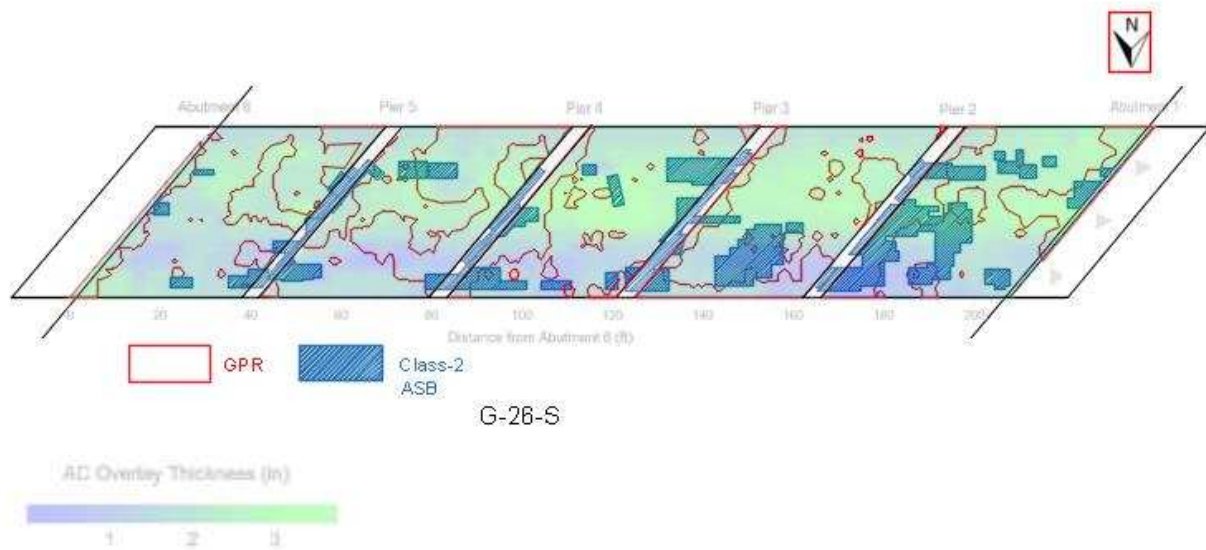 N
Abutment 6 Pier 5 Pier 4 Pier 3 Pier 2 Abutment 1
0 20 40 60 80 100 120 140 160 180 200
Distance from Abutment 6 (ft)
GPR
Class-2
ASB
G-26-S
AC Overlay Thickness (in)
1 2 3